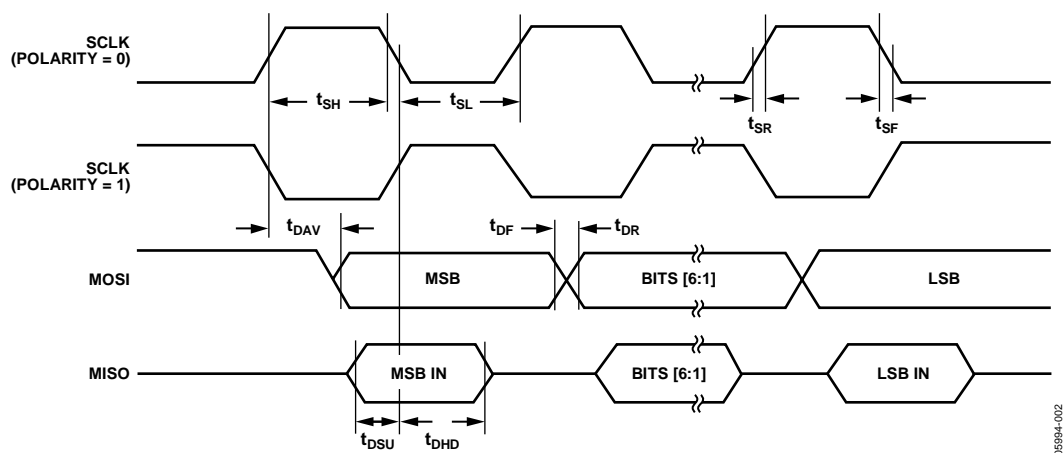 SCLK
(POLARITY = 0)
tSH
tSL
tSR
tSF
SCLK
(POLARITY = 1)
tDAV
tDF
tDR
MOSI
MSB
BITS [6:1]
LSB
MISO
MSB IN
BITS [6:1]
LSB IN
tDSU
tDHD
05994-002